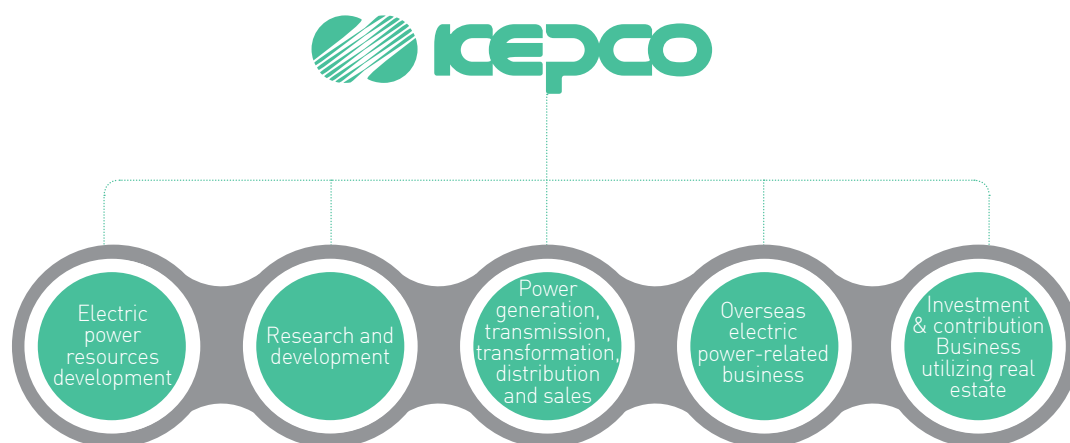 KEPCO
Electric
power
resources
development
Research and
development
Power
generation,
transmission,
transformation,
distribution
and sales
Overseas
electric
power-related
business
Investment
& contribution
Business
utilizing real
estate